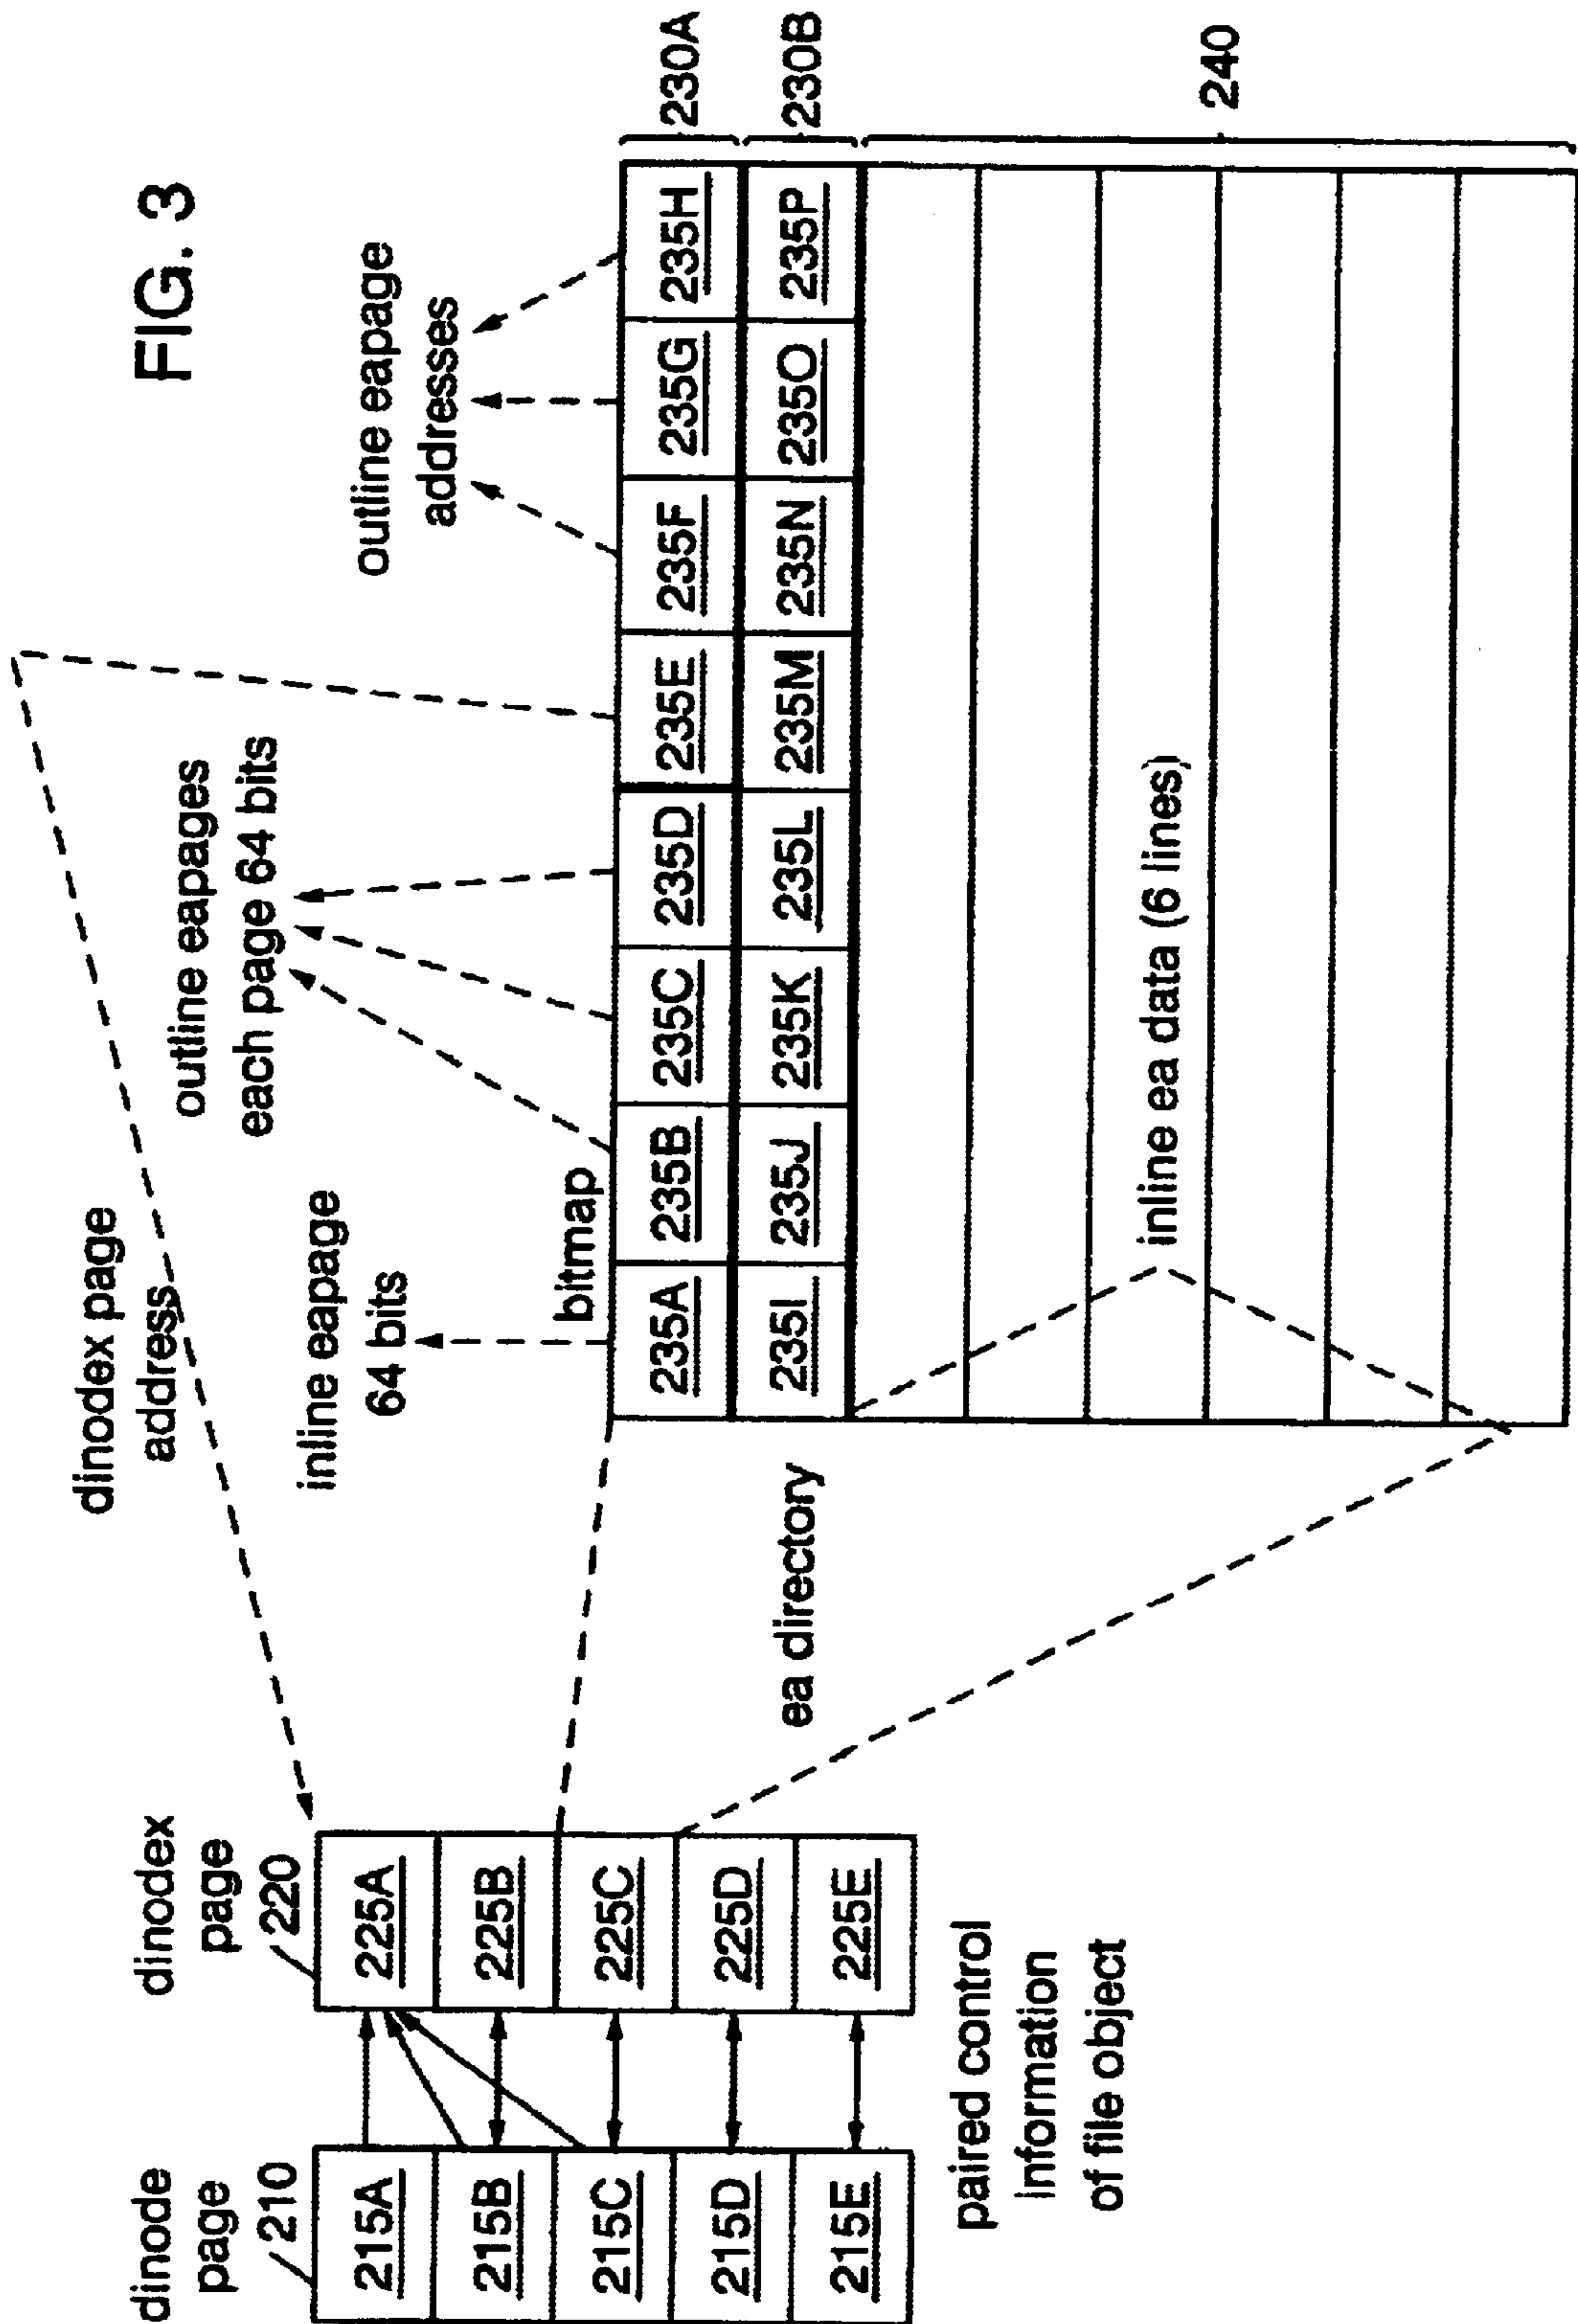 FIG. 3
dinodex page
address
outline eapages
each page 64 bits
outline eapage
addresses
inline eapage
64 bits
bitmap
dinode
page
210
dinodex
page
220
215A
215B
215C
215D
215E
225A
225B
225C
225D
225E
paired control
information
of file object
ea directory
235A 235B 235C 235D 235E 235F 235G 235H
230A
235I 235J 235K 235L 235M 235N 235O 235P
230B
inline ea data (6 lines)
240